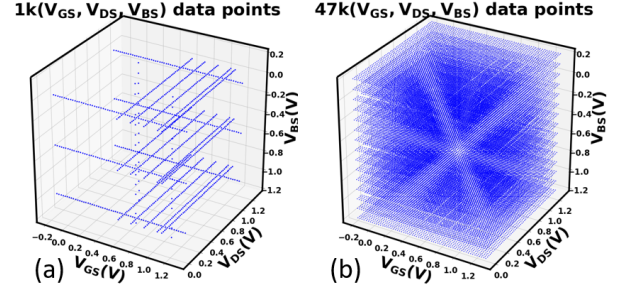 1k(VGS, VDS, VBS) data points
47k(VGS, VDS, VBS) data points
0.2
0.0
-0.2
-0.4
-0.6
-0.8
-1.0
-1.2
VBS(V)
-0.2 0.0 0.2 0.4 0.6 0.8 1.0 1.2
VGS(V)
0.0 0.2 0.4 0.6 0.8 1.0 1.2
VDS(V)
(a)
0.2
0.0
-0.2
-0.4
-0.6
-0.8
-1.0
-1.2
VBS(V)
-0.2 0.0 0.2 0.4 0.6 0.8 1.0 1.2
VGS(V)
0.0 0.2 0.4 0.6 0.8 1.0 1.2
VDS(V)
(b)